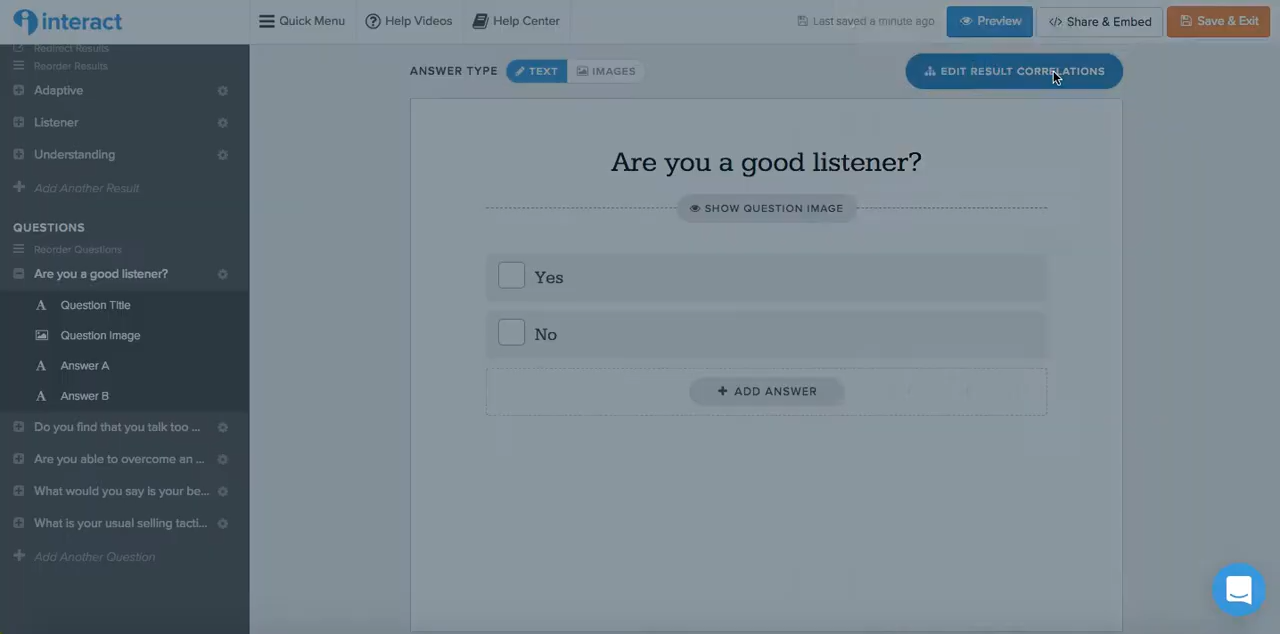 interact
Quick Menu
Help Videos
Help Center
Last saved a minute ago
Preview
</> Share & Embed
Save & Exit
Redirect Results
Reorder Results
Adaptive
Listener
Understanding
Add Another Result
QUESTIONS
Reorder Questions
Are you a good listener?
Question Title
Question Image
Answer A
Answer B
Do you find that you talk too ...
Are you able to overcome an ...
What would you say is your be...
What is your usual selling tacti...
Add Another Question
ANSWER TYPE
TEXT
IMAGES
EDIT RESULT CORRELATIONS
Are you a good listener?
SHOW QUESTION IMAGE
Yes
No
+ ADD ANSWER